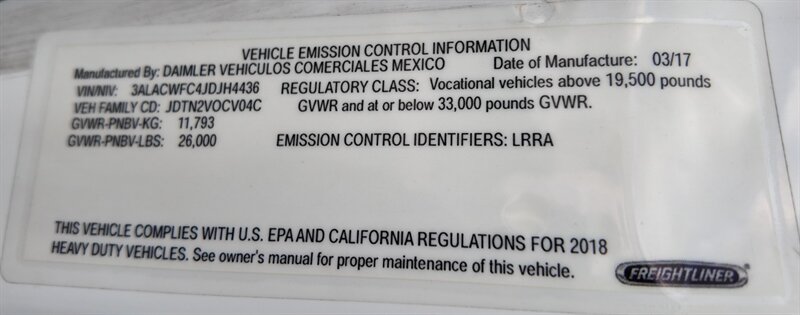 VEHICLE EMISSION CONTROL INFORMATION
Manufactured By: DAIMLER VEHICULOS COMERCIALES MEXICO Date of Manufacture: 03/17
VIN/NIV: 3ALACWFC4JDJH4436 REGULATORY CLASS: Vocational vehicles above 19,500 pounds
VEH FAMILY CD: JDTN2VOCV04C GVWR and at or below 33,000 pounds GVWR.
GVWR-PNBV-KG: 11,793
GVWR-PNBV-LBS: 26,000 EMISSION CONTROL IDENTIFIERS: LRRA
THIS VEHICLE COMPLIES WITH U.S. EPA AND CALIFORNIA REGULATIONS FOR 2018
HEAVY DUTY VEHICLES. See owner's manual for proper maintenance of this vehicle.
FREIGHTLINER